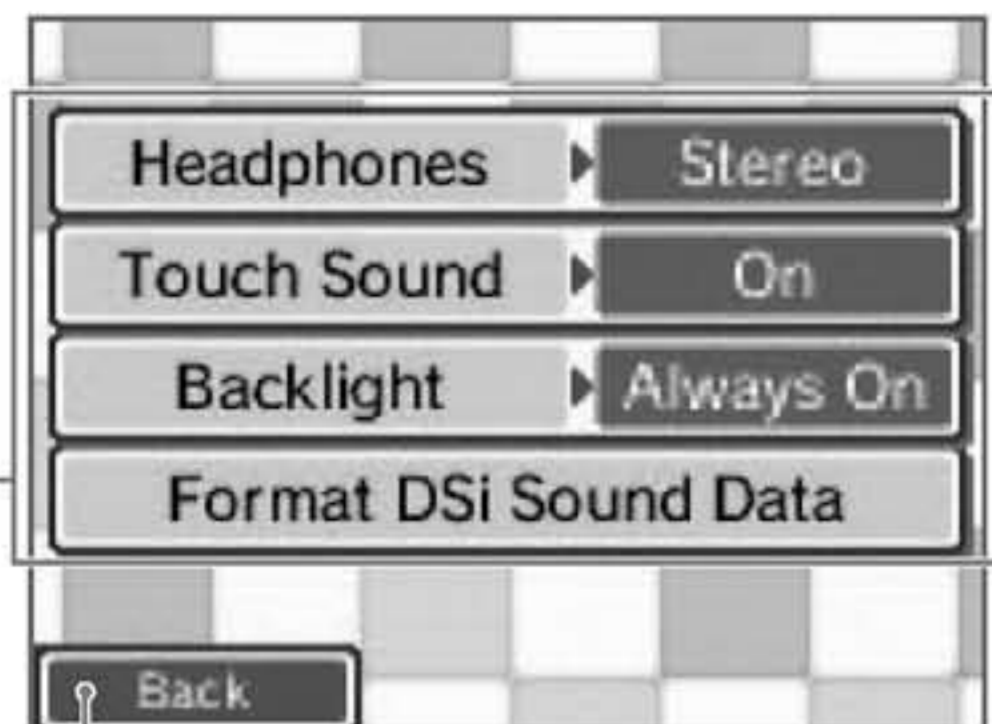 Headphones Stereo
Touch Sound On
Backlight Always On
Format DSi Sound Data
Back